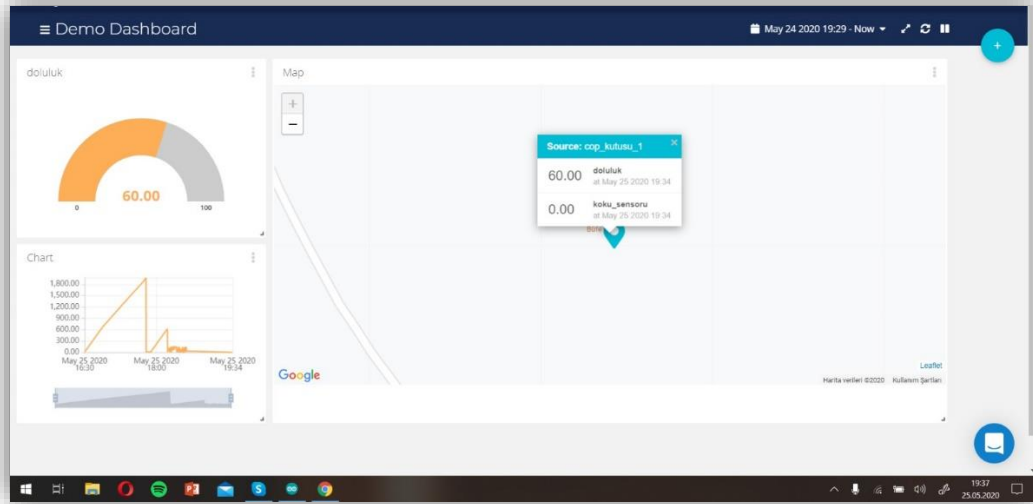 Demo Dashboard
May 24 2020 19:29 - Now
doluluk
60.00
0
100
Map
Source: cop_kutusu_1
60.00 doluluk
at May 25 2020 19:34
0.00 koku_sensoru
at May 25 2020 19:34
Chart
1,800.00
1,500.00
1,200.00
900.00
600.00
300.00
0.00
May 25 2020
16:30
May 25 2020
18:00
May 25 2020
19:34
Google
Leaflet
Harita verileri ©2020 Kullanım Şartları
19:37
25.05.2020